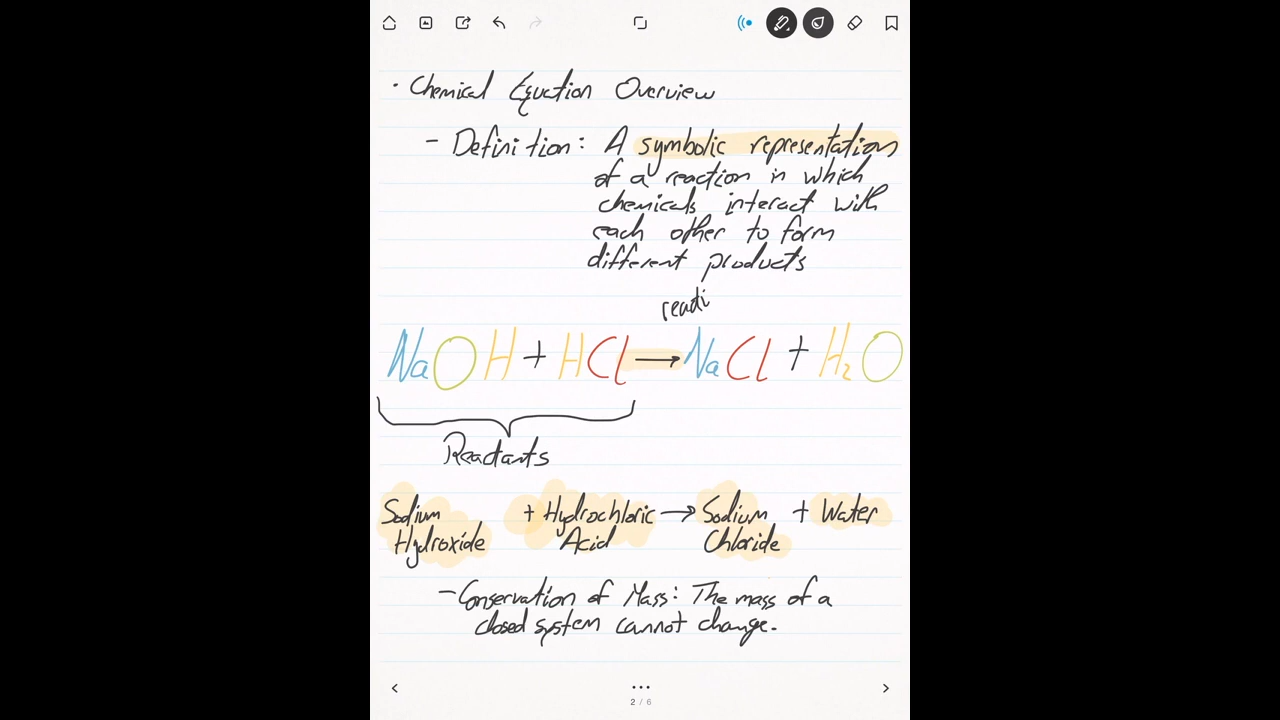 · Chemical Equation Overview
- Definition: A symbolic representation
of a reaction in which
chemicals interact with
each other to form
different products
reacti
NaOH + HCl → NaCl + H₂O
Reactants
Sodium + Hydrochloric → Sodium + Water
Hydroxide Acid Chloride
- Conservation of Mass: The mass of a
closed system cannot change.
2 / 6